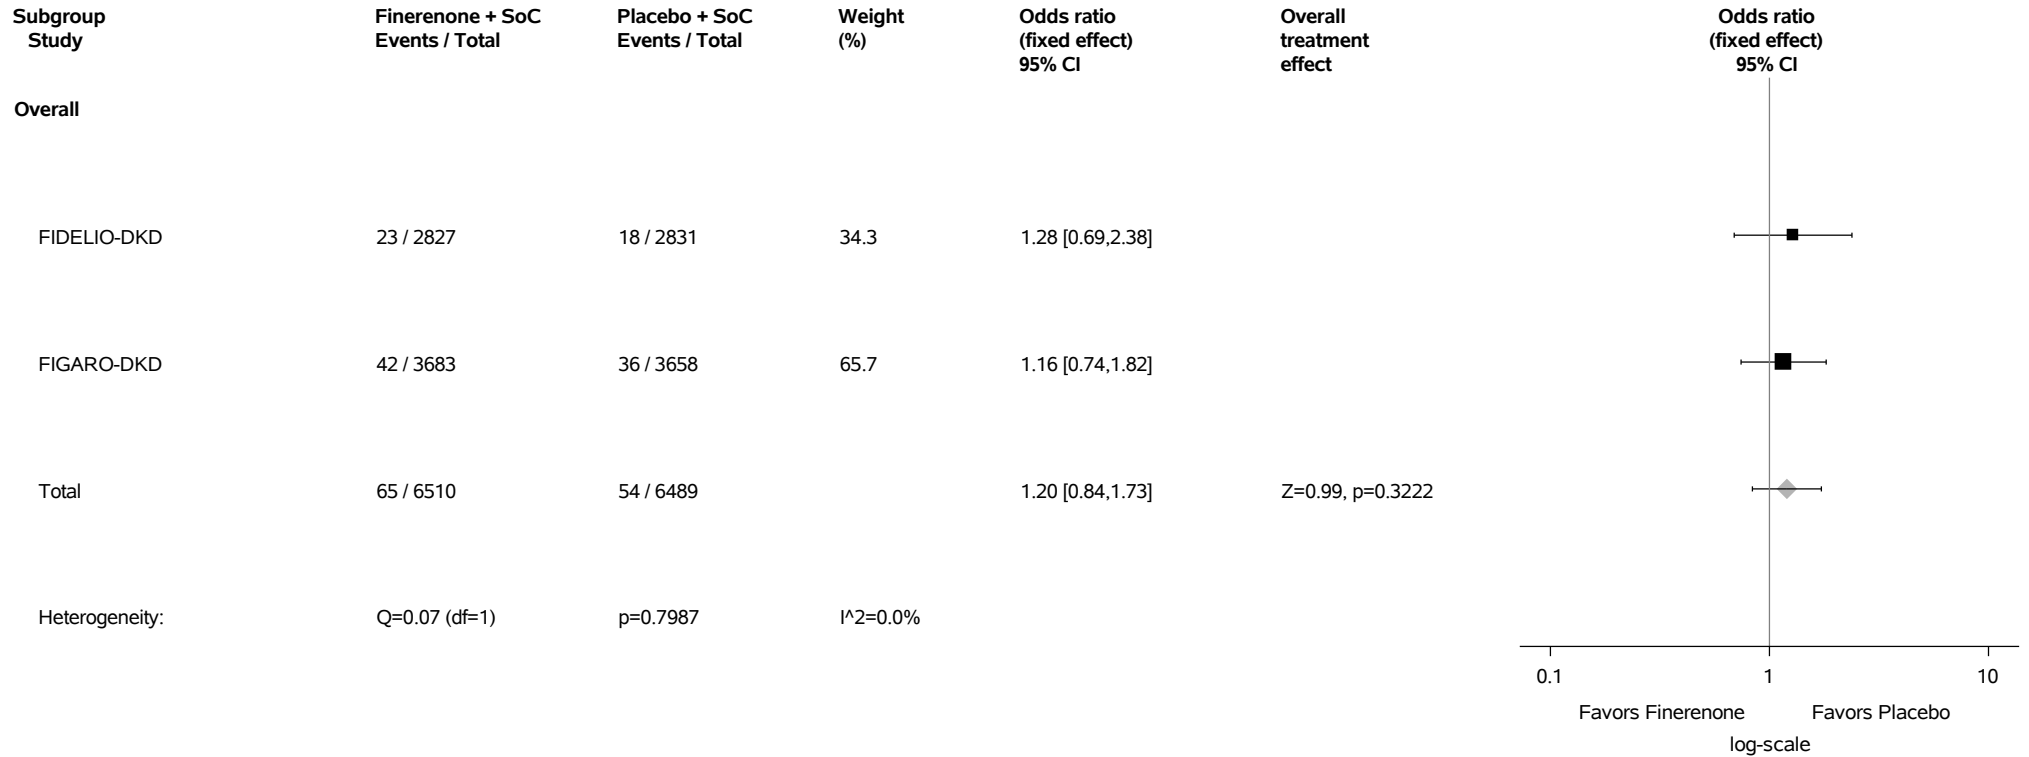 Subgroup Finerenone + SoC Placebo + SoC Weight Odds ratio Overall Odds ratio
Study Events / Total Events / Total (%) (fixed effect) treatment (fixed effect)
95% CI effect 95% CI
Overall
FIDELIO-DKD 23 / 2827 18 / 2831 34.3 1.28 [0.69,2.38]
FIGARO-DKD 42 / 3683 36 / 3658 65.7 1.16 [0.74,1.82]
Total 65 / 6510 54 / 6489 1.20 [0.84,1.73] Z=0.99, p=0.3222
Heterogeneity: Q=0.07 (df=1) p=0.7987 I^2=0.0%
0.1 1 10
Favors Finerenone Favors Placebo
log-scale